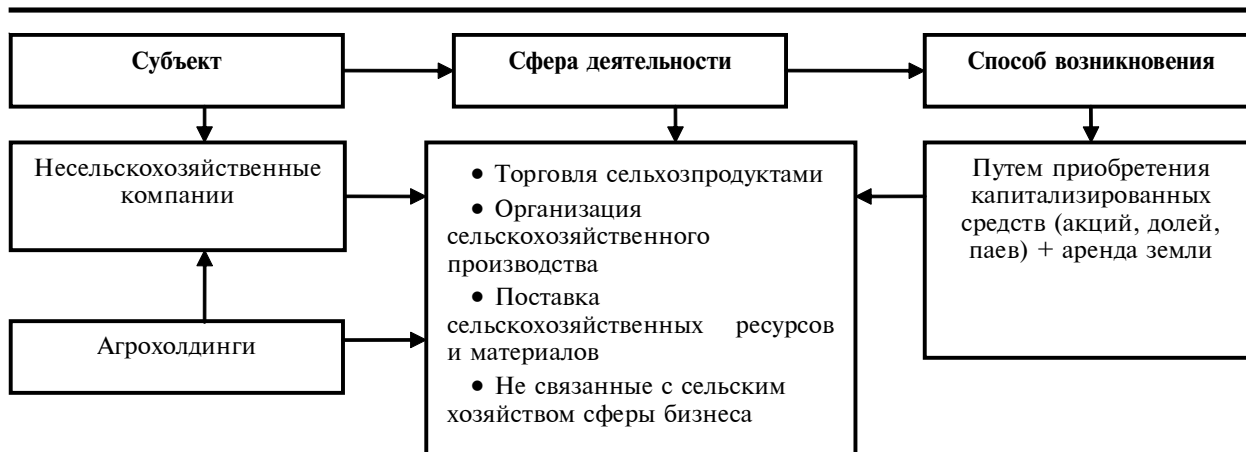 Субъект
Сфера деятельности
Способ возникновения
Несельскохозяйственные
компании
Агрохолдинги
• Торговля сельхозпродуктами
• Организация
сельскохозяйственного
производства
• Поставка
сельскохозяйственных ресурсов
и материалов
• Не связанные с сельским
хозяйством сферы бизнеса
Путем приобретения
капитализированных
средств (акций, долей,
паев) + аренда земли